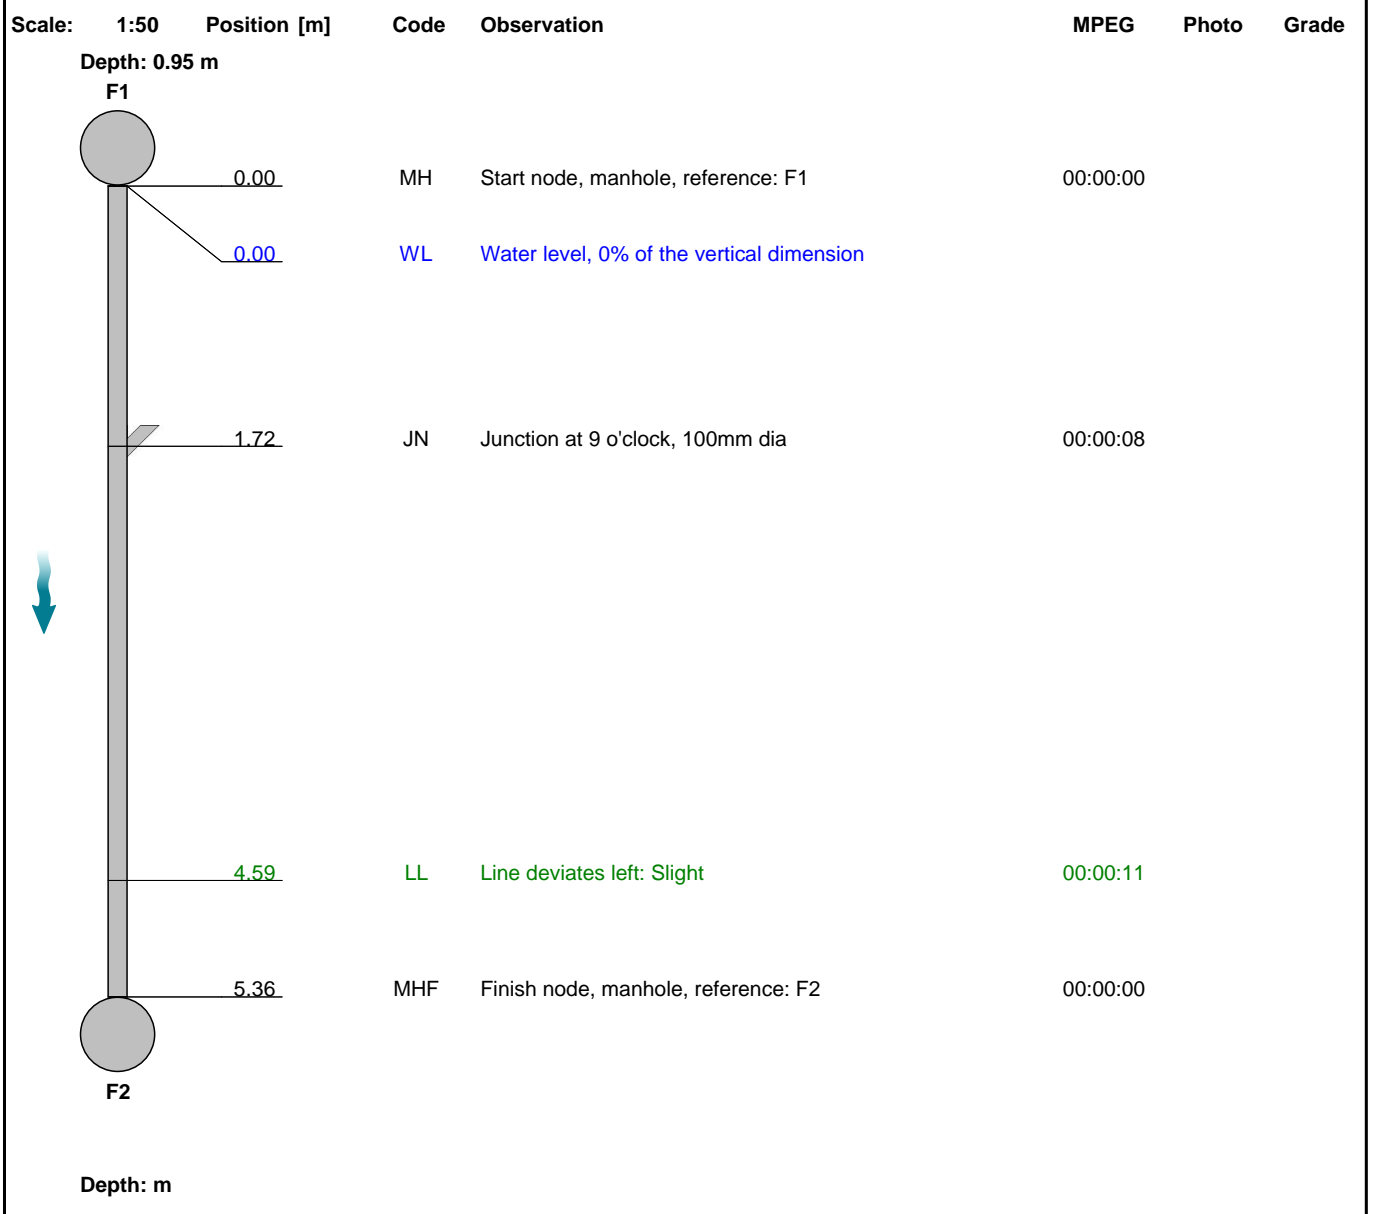 Scale: 1:50 Position [m] Code Observation MPEG Photo Grade
Depth: 0.95 m
F1
0.00 MH Start node, manhole, reference: F1 00:00:00
0.00 WL Water level, 0% of the vertical dimension
1.72 JN Junction at 9 o'clock, 100mm dia 00:00:08
4.59 LL Line deviates left: Slight 00:00:11
5.36 MHF Finish node, manhole, reference: F2 00:00:00
F2
Depth: m